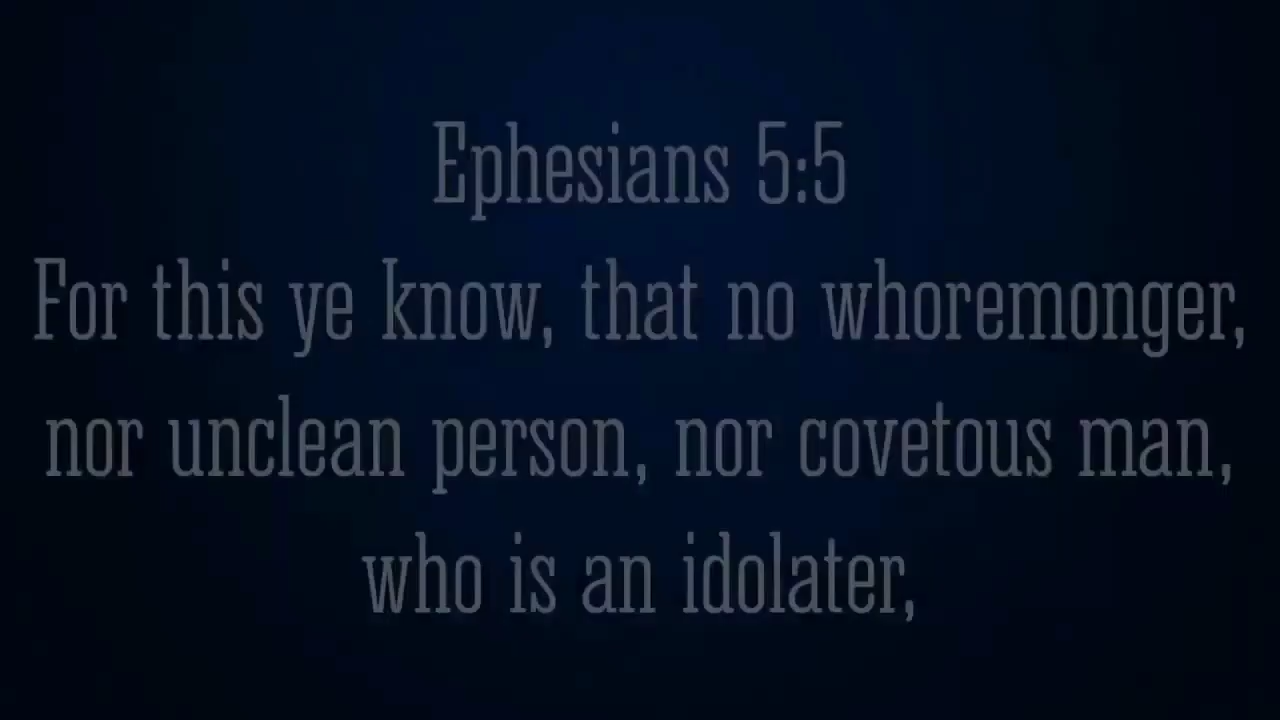 Ephesians 5:5
For this ye know, that no whoremonger,
nor unclean person, nor covetous man,
who is an idolater,